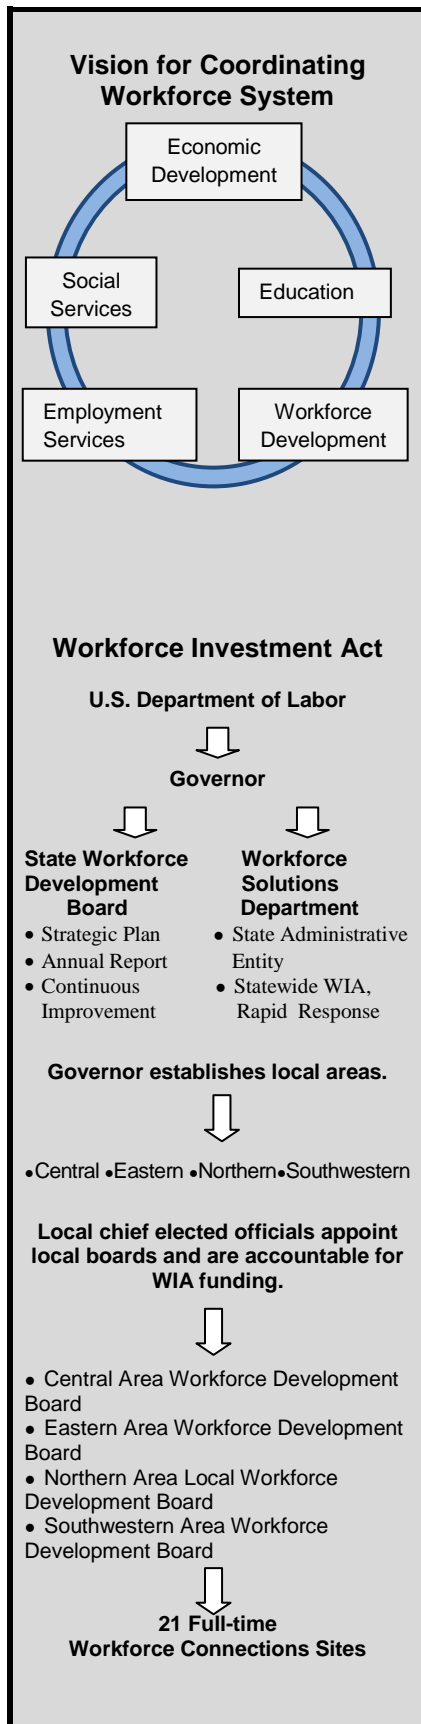 Vision for Coordinating
Workforce System
Economic
Development
Social
Services
Education
Employment
Services
Workforce
Development
Workforce Investment Act
U.S. Department of Labor
Governor
State Workforce
Development
Board
• Strategic Plan
• Annual Report
• Continuous
Improvement
Workforce
Solutions
Department
• State Administrative
Entity
• Statewide WIA,
Rapid Response
Governor establishes local areas.
•Central •Eastern •Northern•Southwestern
Local chief elected officials appoint
local boards and are accountable for
WIA funding.
• Central Area Workforce Development
Board
• Eastern Area Workforce Development
Board
• Northern Area Local Workforce
Development Board
• Southwestern Area Workforce
Development Board
21 Full-time
Workforce Connections Sites